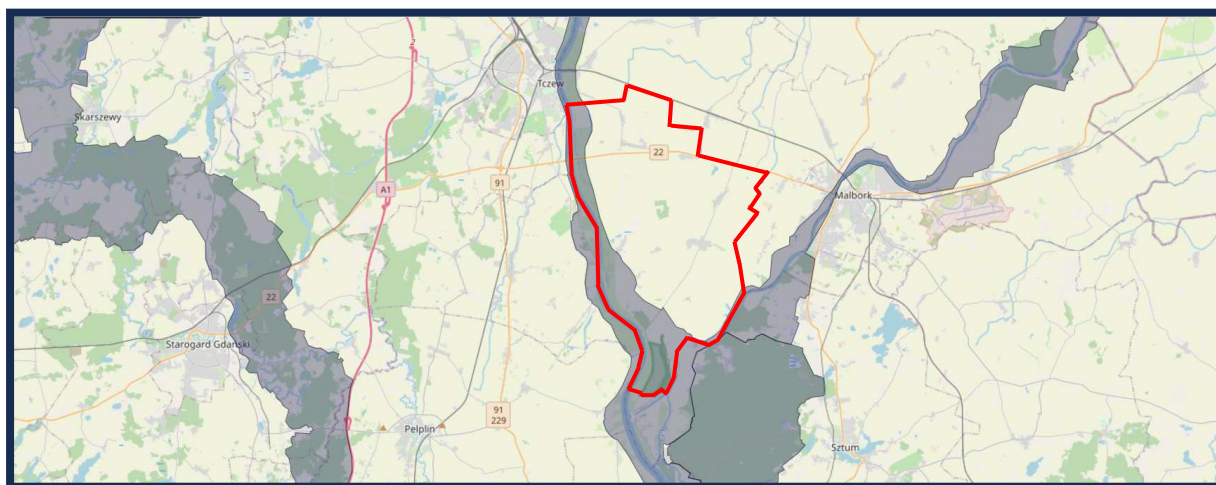 Tczew
Skarszewy
22
91
A1
Malbork
22
Starogard Gdański
91
229
Pelplin
Sztum